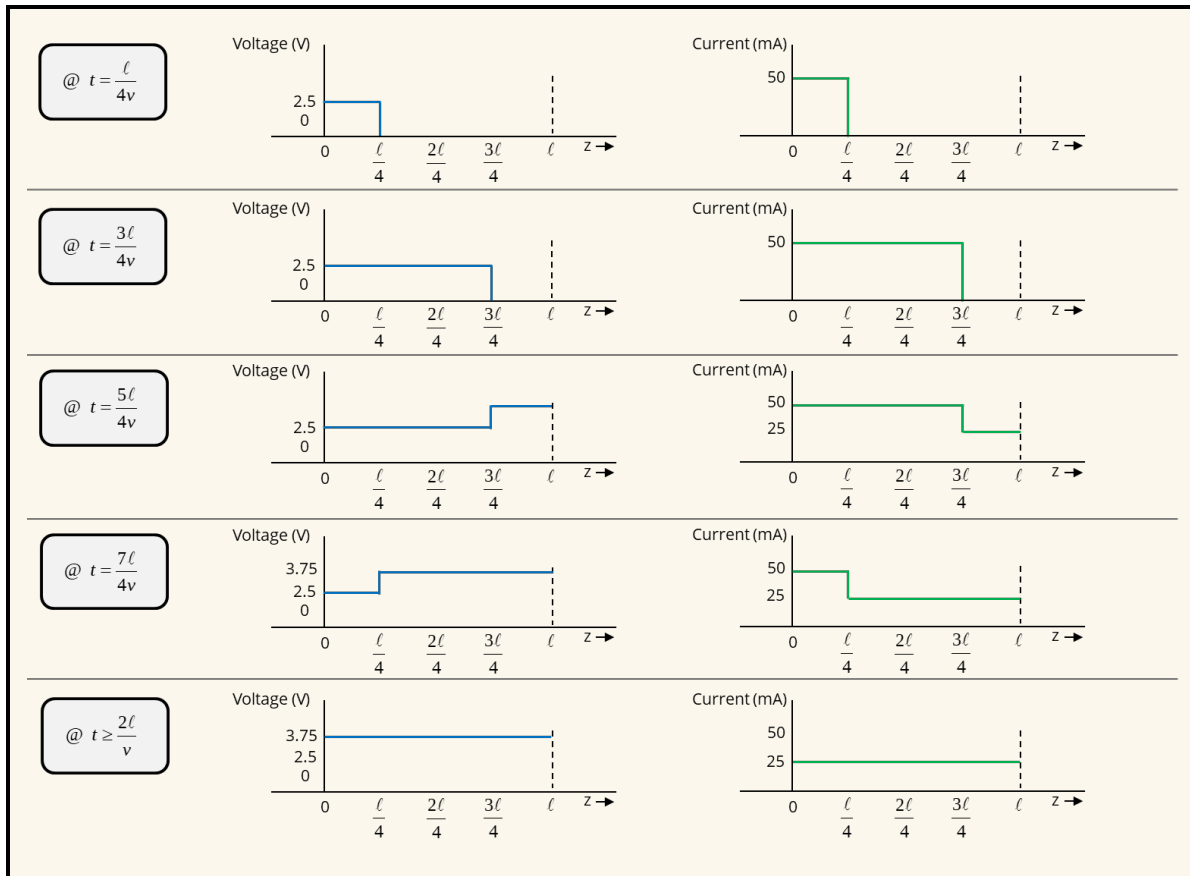 @ t = ℓ/4v
Voltage (V)
2.5
0
0 ℓ/4 2ℓ/4 3ℓ/4 ℓ z →
Current (mA)
50
0 ℓ/4 2ℓ/4 3ℓ/4 ℓ z →
@ t = 3ℓ/4v
Voltage (V)
2.5
0
0 ℓ/4 2ℓ/4 3ℓ/4 ℓ z →
Current (mA)
50
0 ℓ/4 2ℓ/4 3ℓ/4 ℓ z →
@ t = 5ℓ/4v
Voltage (V)
2.5
0
0 ℓ/4 2ℓ/4 3ℓ/4 ℓ z →
Current (mA)
50
25
0 ℓ/4 2ℓ/4 3ℓ/4 ℓ z →
@ t = 7ℓ/4v
Voltage (V)
3.75
2.5
0
0 ℓ/4 2ℓ/4 3ℓ/4 ℓ z →
Current (mA)
50
25
0 ℓ/4 2ℓ/4 3ℓ/4 ℓ z →
@ t ≥ 2ℓ/v
Voltage (V)
3.75
2.5
0
0 ℓ/4 2ℓ/4 3ℓ/4 ℓ z →
Current (mA)
50
25
0 ℓ/4 2ℓ/4 3ℓ/4 ℓ z →